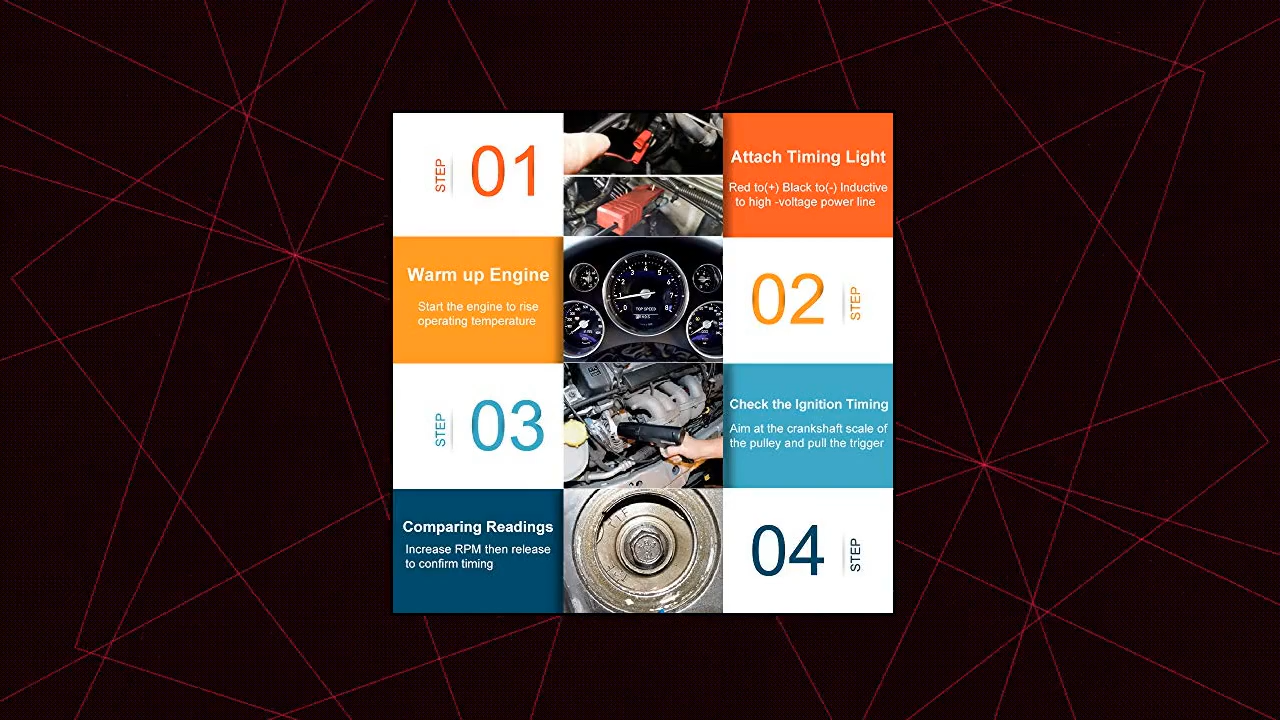 STEP
01
Attach Timing Light
Red to(+) Black to(-) Inductive
to high -voltage power line
Warm up Engine
Start the engine to rise
operating temperature
TOP SPEED
02
STEP
STEP
03
Check the Ignition Timing
Aim at the crankshaft scale of
the pulley and pull the trigger
Comparing Readings
Increase RPM then release
to confirm timing
04
STEP